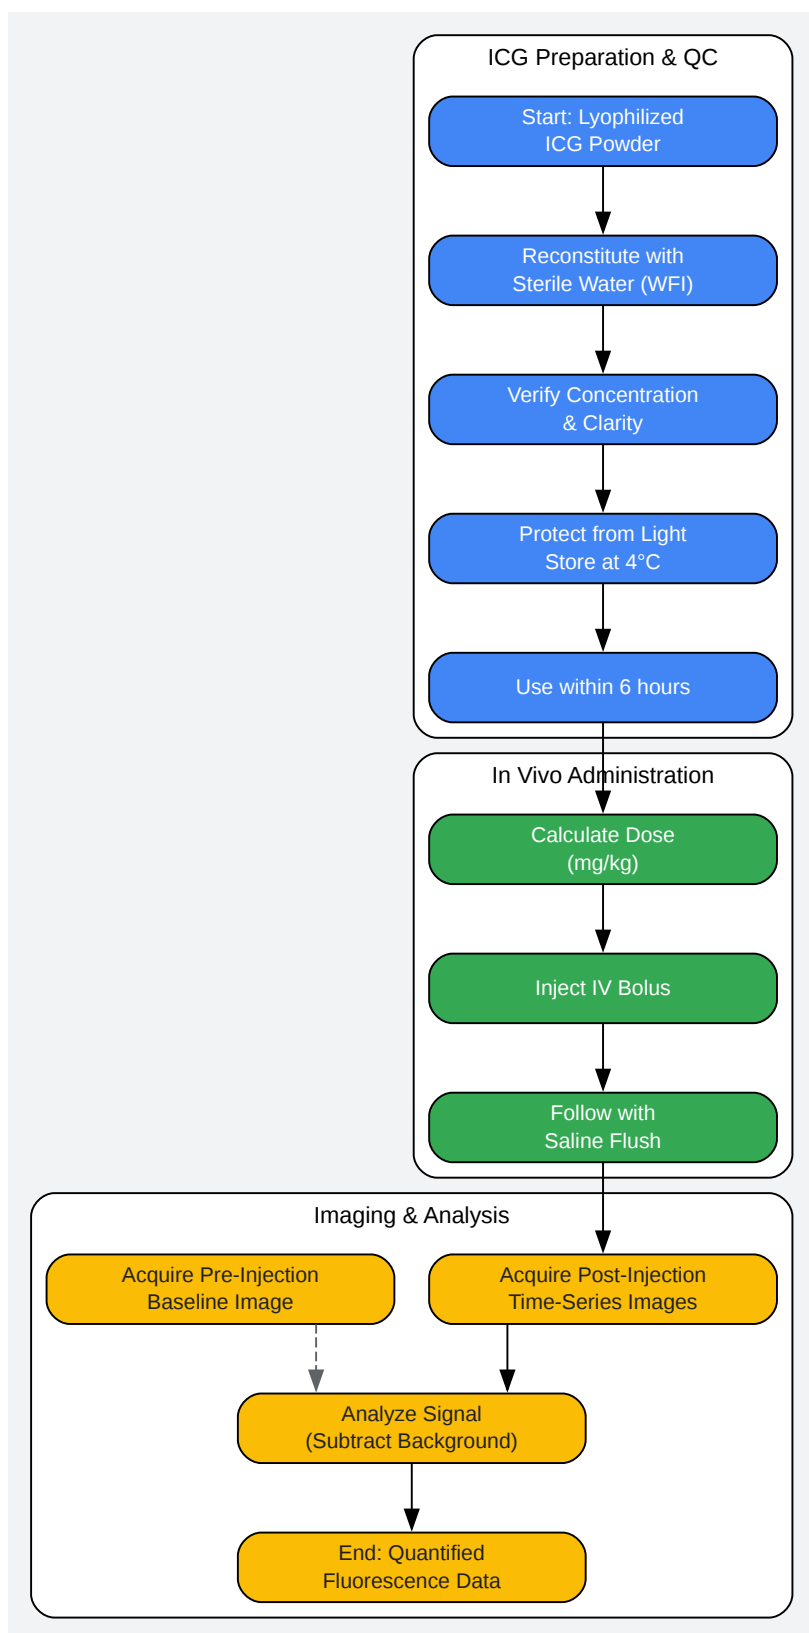 ICG Preparation & QC
Start: Lyophilized
ICG Powder
Reconstitute with
Sterile Water (WFI)
Verify Concentration
& Clarity
Protect from Light
Store at 4°C
Use within 6 hours
In Vivo Administration
Calculate Dose
(mg/kg)
Inject IV Bolus
Follow with
Saline Flush
Imaging & Analysis
Acquire Pre-Injection
Baseline Image
Acquire Post-Injection
Time-Series Images
Analyze Signal
(Subtract Background)
End: Quantified
Fluorescence Data